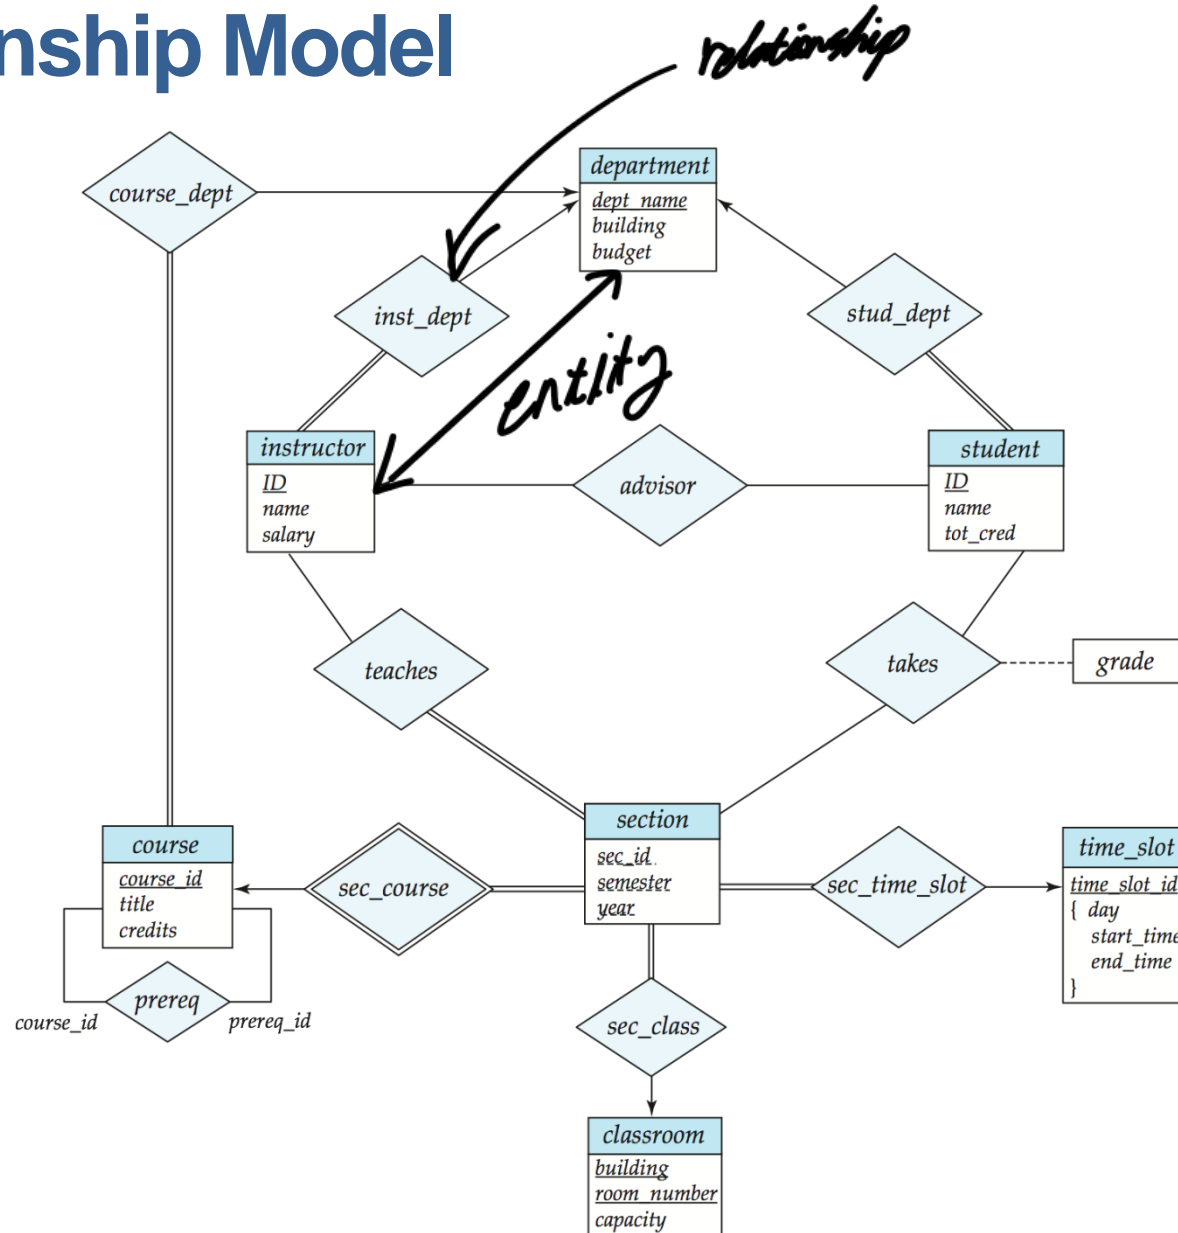 nship Model
relationship
department
dept_name
building
budget
course_dept
inst_dept
stud_dept
entity
instructor
ID
name
salary
advisor
student
ID
name
tot_cred
teaches
takes
grade
section
sec_id
semester
year
course
course_id
title
credits
sec_course
sec_time_slot
time_slot
time_slot_id
{ day
start_time
end_time
}
prereq
course_id
prereq_id
sec_class
classroom
building
room_number
capacity